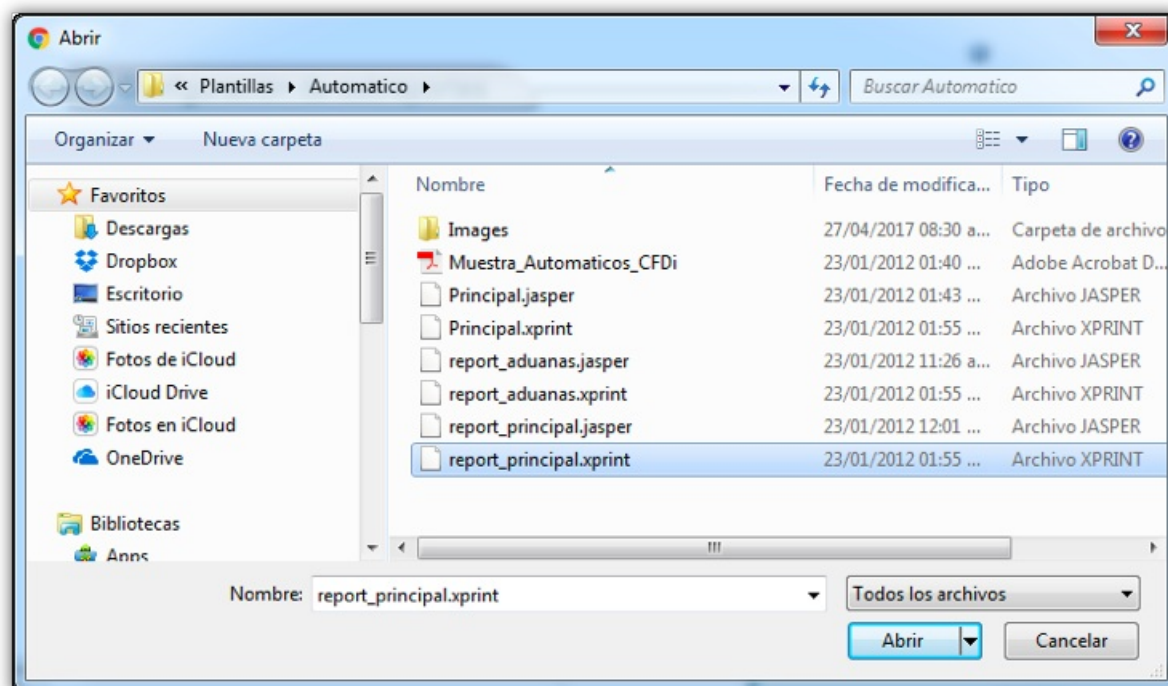 Abrir
« Plantillas Automatico
Buscar Automatico
Organizar Nueva carpeta
Favoritos
Descargas
Dropbox
Escritorio
Sitios recientes
Fotos de iCloud
iCloud Drive
Fotos en iCloud
OneDrive
Bibliotecas
Apps
Nombre Fecha de modifica... Tipo
Images 27/04/2017 08:30 a... Carpeta de archivo
Muestra_Automaticos_CFDi 23/01/2012 01:40 ... Adobe Acrobat D...
Principal.jasper 23/01/2012 01:43 ... Archivo JASPER
Principal.xprint 23/01/2012 01:55 ... Archivo XPRINT
report_aduanas.jasper 23/01/2012 11:26 a... Archivo JASPER
report_aduanas.xprint 23/01/2012 01:55 ... Archivo XPRINT
report_principal.jasper 23/01/2012 12:01 ... Archivo JASPER
report_principal.xprint 23/01/2012 01:55 ... Archivo XPRINT
Nombre: report_principal.xprint Todos los archivos
Abrir Cancelar